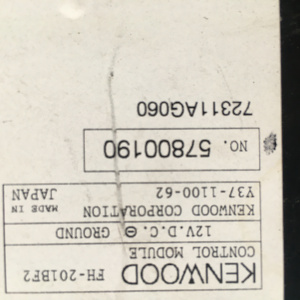 KENWOOD FH-201BF2
CONTROL MODULE
12V.D.C. ⊖ GROUND
KENWOOD CORPORATION
Y37-1100-62 MADE IN JAPAN
NO. 57800190
72311AG060